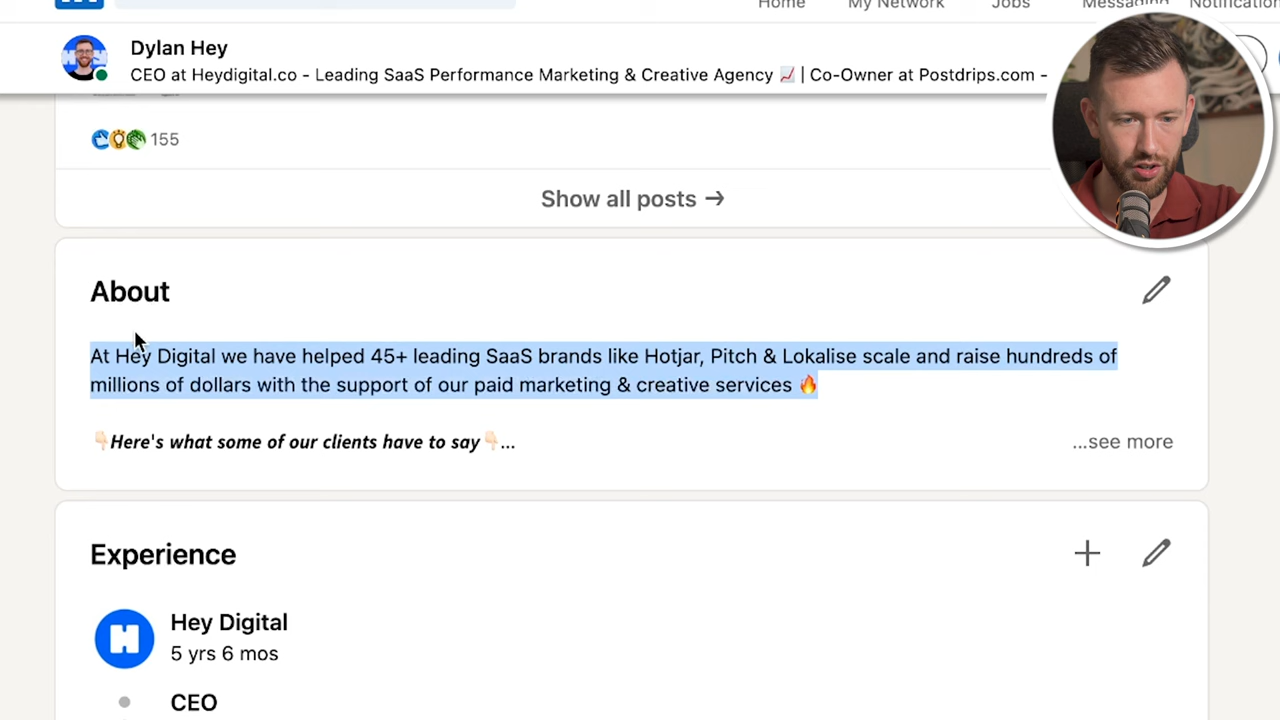 Home My Network Jobs Messaging Notification
Dylan Hey
CEO at Heydigital.co - Leading SaaS Performance Marketing & Creative Agency 📈 | Co-Owner at Postdrips.com -
155
Show all posts →
About
At Hey Digital we have helped 45+ leading SaaS brands like Hotjar, Pitch & Lokalise scale and raise hundreds of
millions of dollars with the support of our paid marketing & creative services 🔥
👇🏻Here's what some of our clients have to say👇🏻...
...see more
Experience
Hey Digital
5 yrs 6 mos
CEO